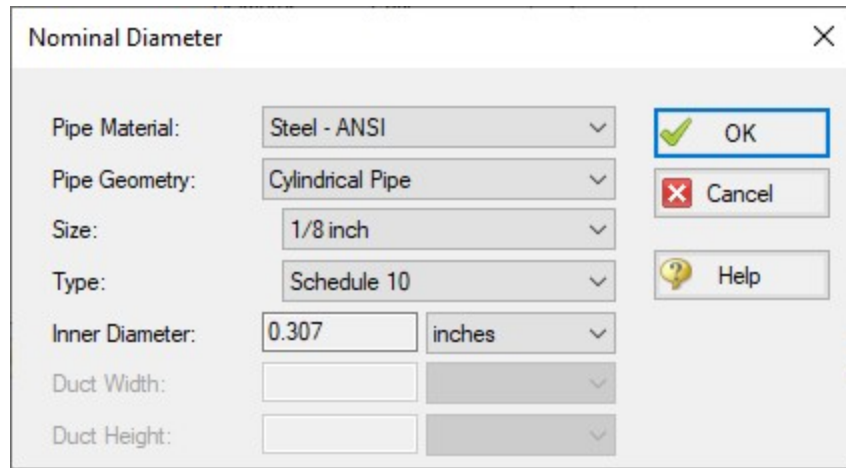 Nominal Diameter
Pipe Material: Steel - ANSI
OK
Pipe Geometry: Cylindrical Pipe
Cancel
Size: 1/8 inch
Type: Schedule 10
Help
Inner Diameter: 0.307 inches
Duct Width:
Duct Height: